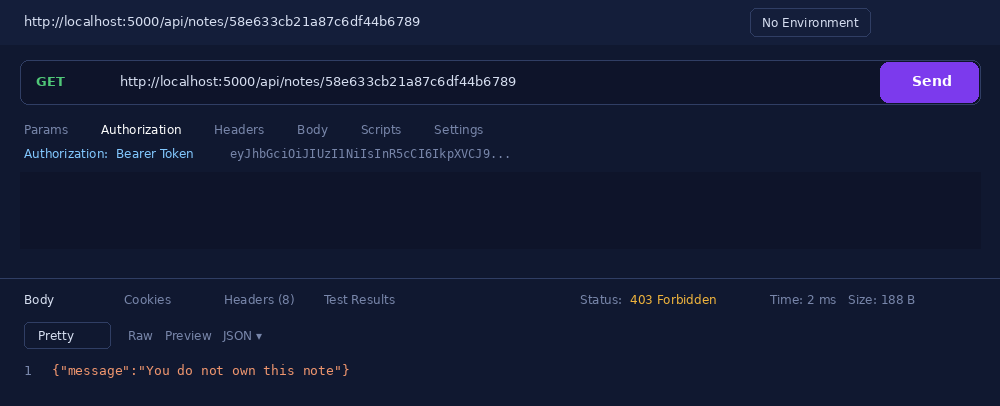 http://localhost:5000/api/notes/58e633cb21a87c6df44b6789 No Environment
GET http://localhost:5000/api/notes/58e633cb21a87c6df44b6789 Send
Params Authorization Headers Body Scripts Settings
Authorization: Bearer Token eyJhbGciOiJIUzI1NiIsInR5cCI6IkpXVCJ9...
Body Cookies Headers (8) Test Results Status: 403 Forbidden Time: 2 ms Size: 188 B
Pretty Raw Preview JSON ▾
1 {"message":"You do not own this note"}